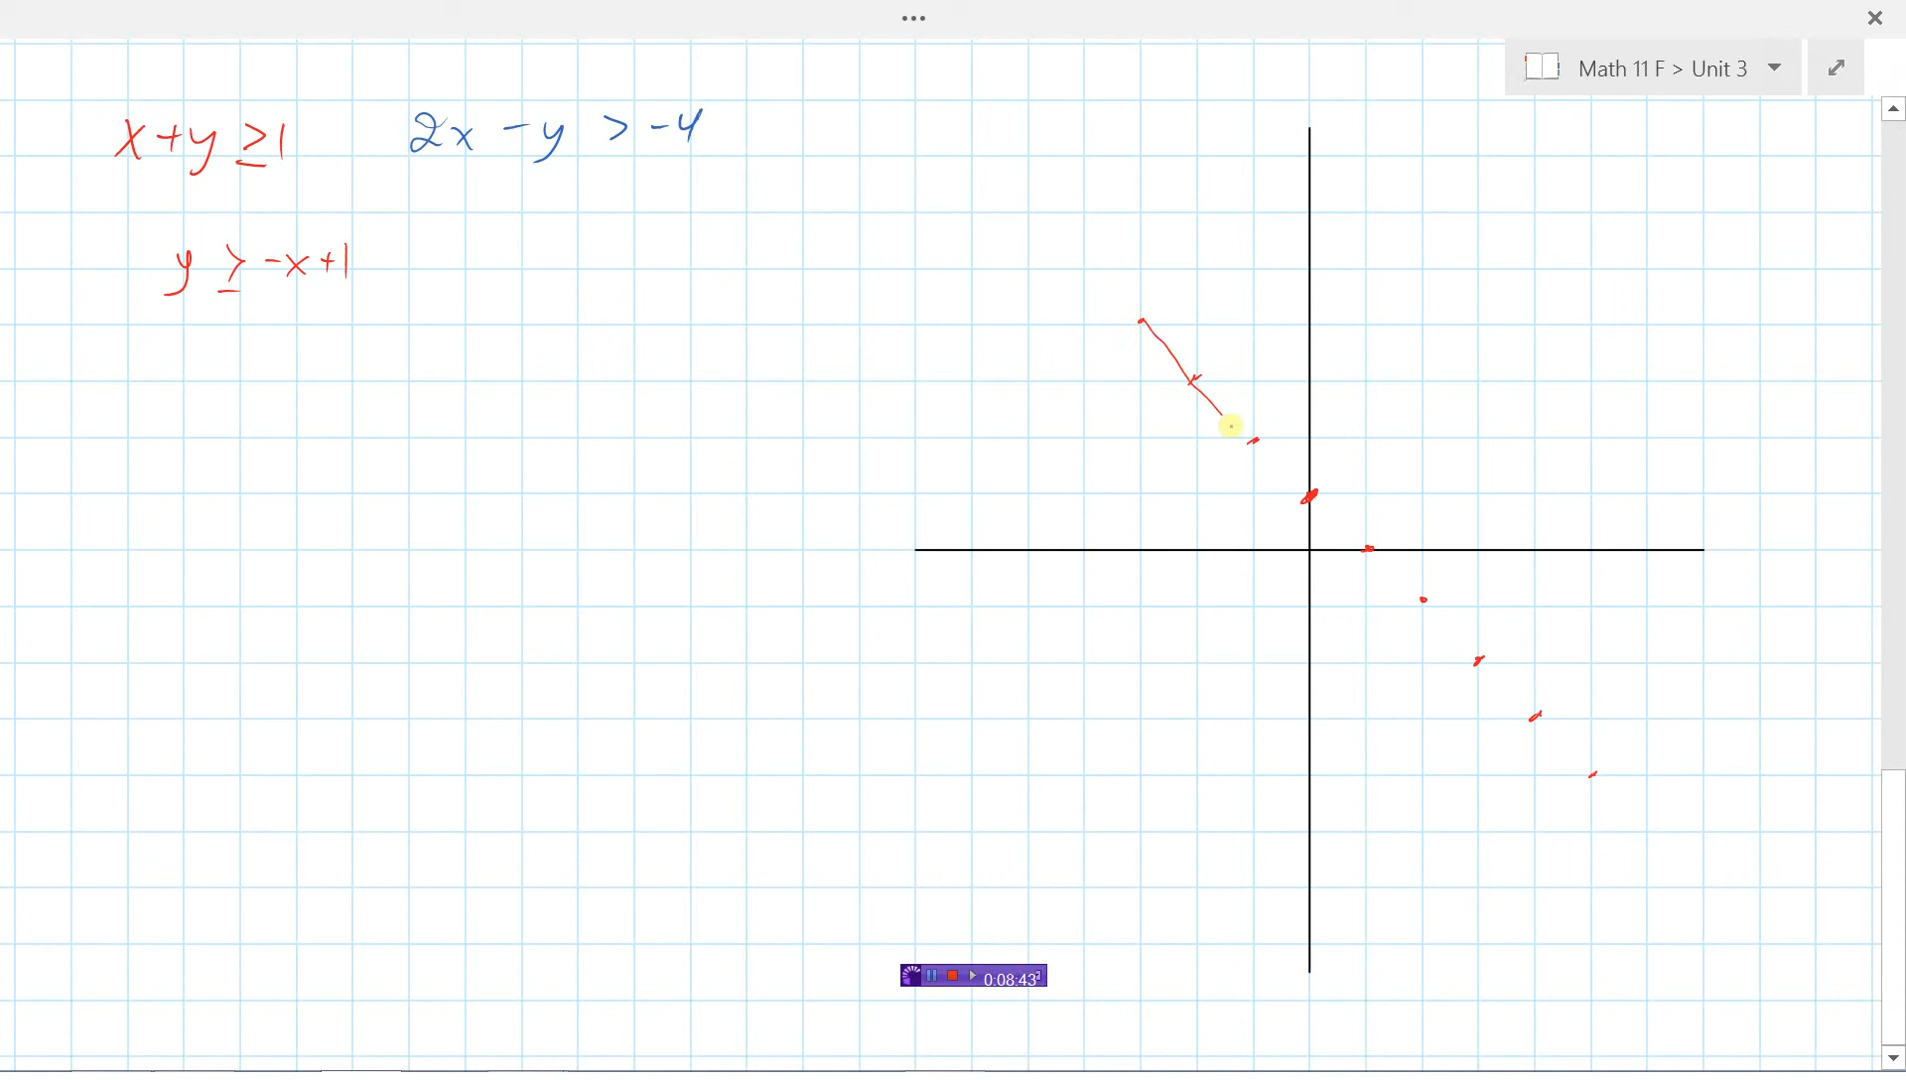 Math 11 F > Unit 3
x + y ≥ 1
2x - y > -4
y ≥ -x + 1
0:08:43